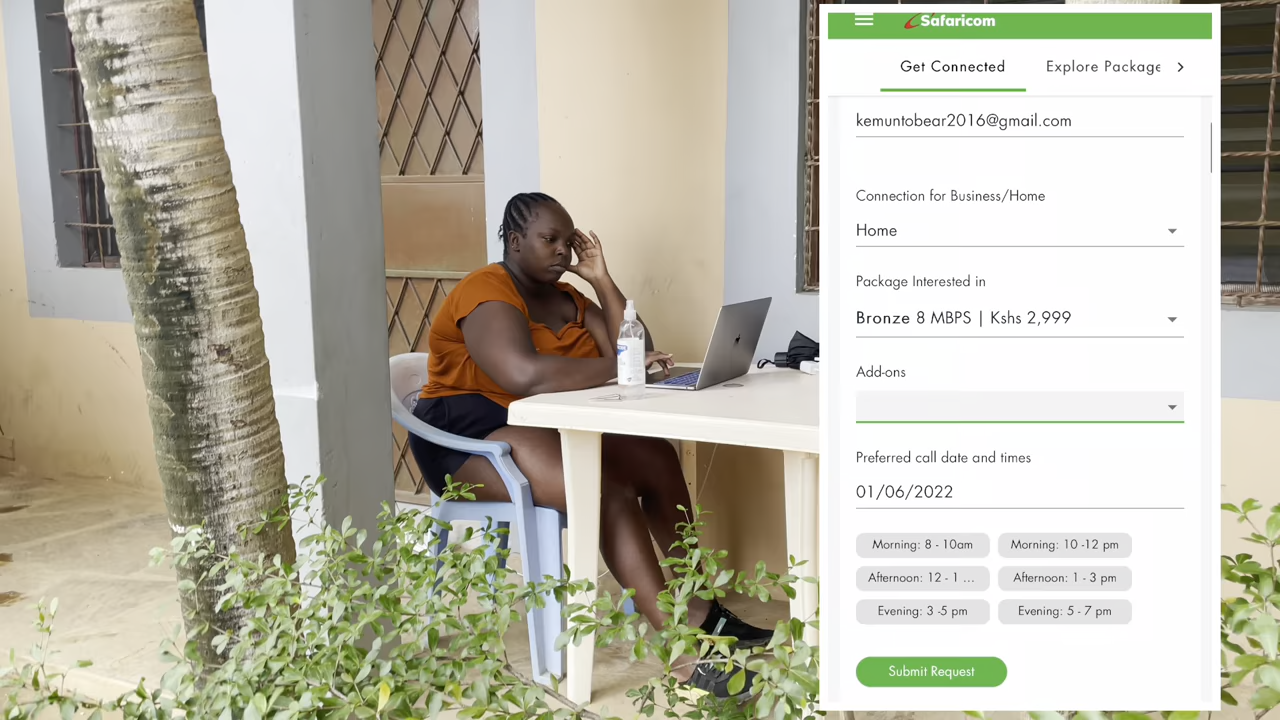 Safaricom
Get Connected
Explore Package
kemuntobear2016@gmail.com
Connection for Business/Home
Home
Package Interested in
Bronze 8 MBPS | Kshs 2,999
Add-ons
Preferred call date and times
01/06/2022
Morning: 8 - 10am
Morning: 10 -12 pm
Afternoon: 12 - 1 ...
Afternoon: 1 - 3 pm
Evening: 3 -5 pm
Evening: 5 - 7 pm
Submit Request